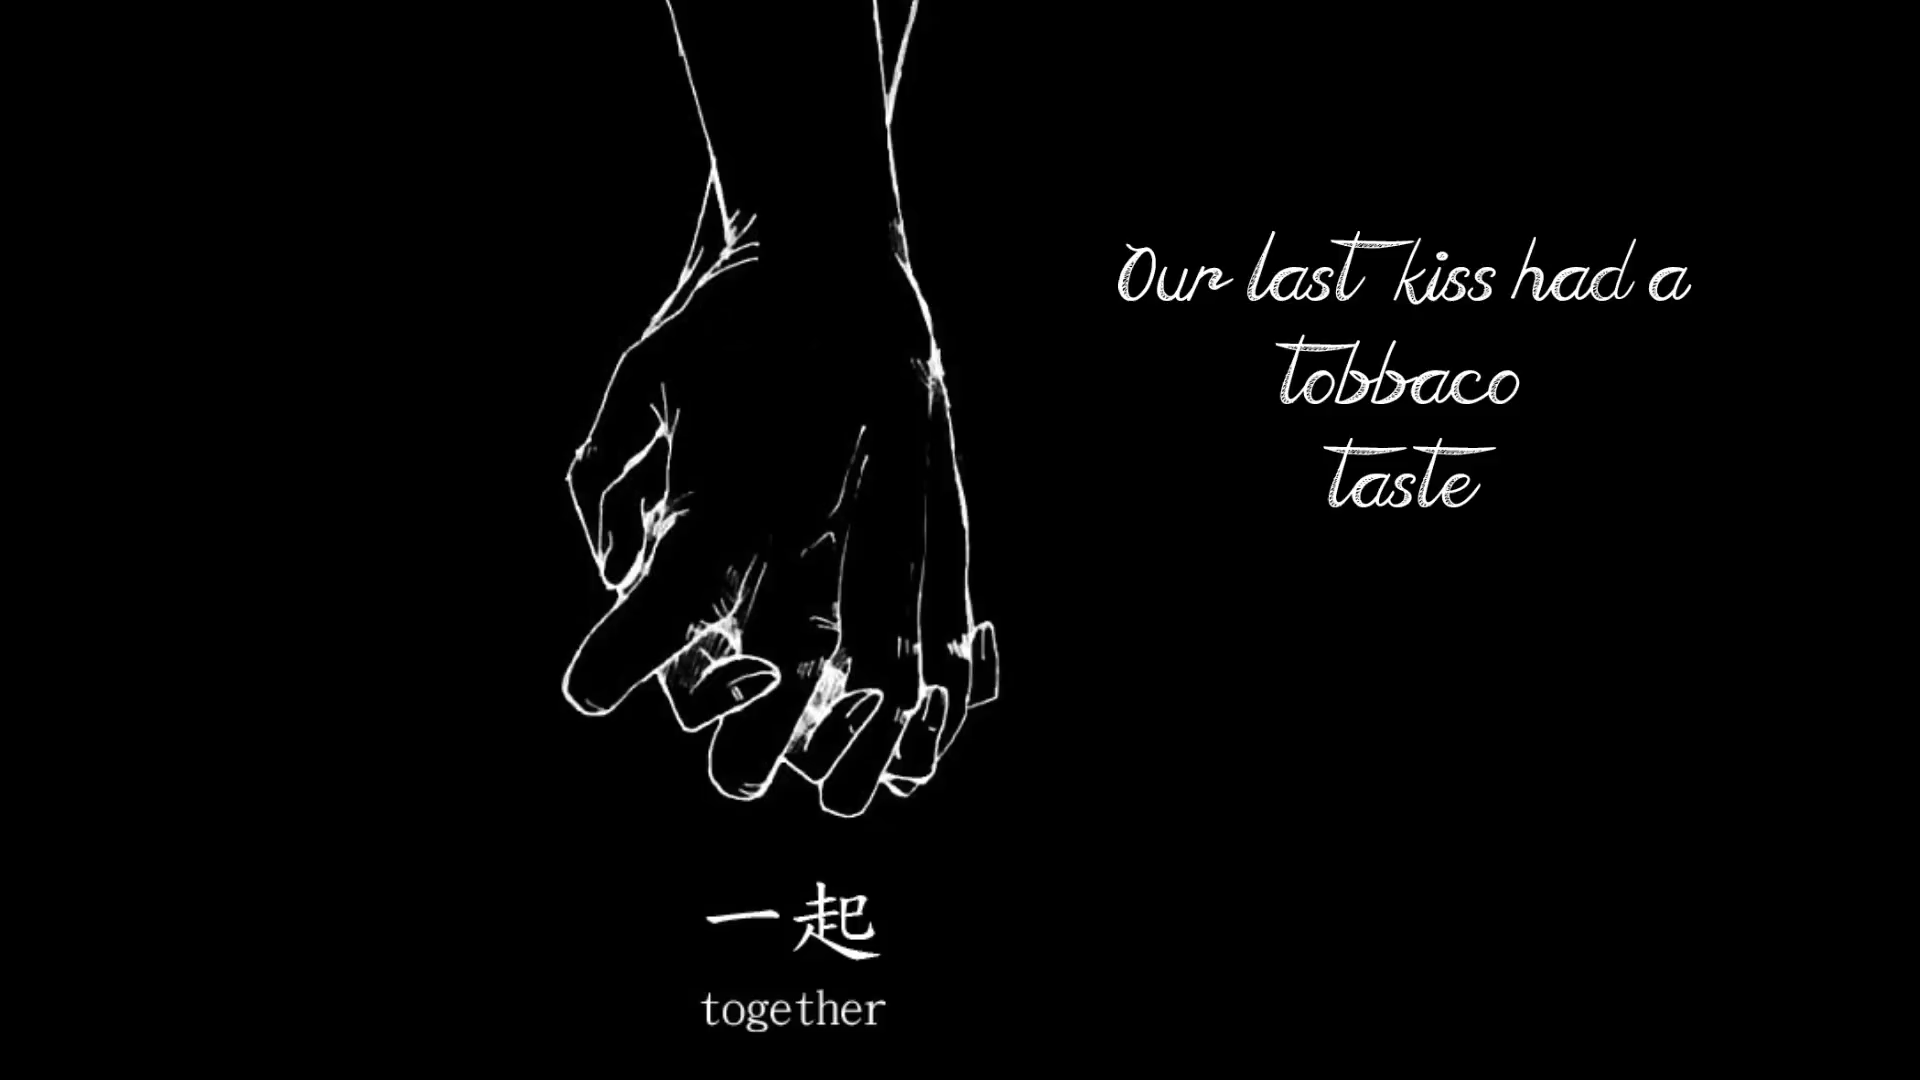 Our last kiss had a
tobbaco
taste
一起
together